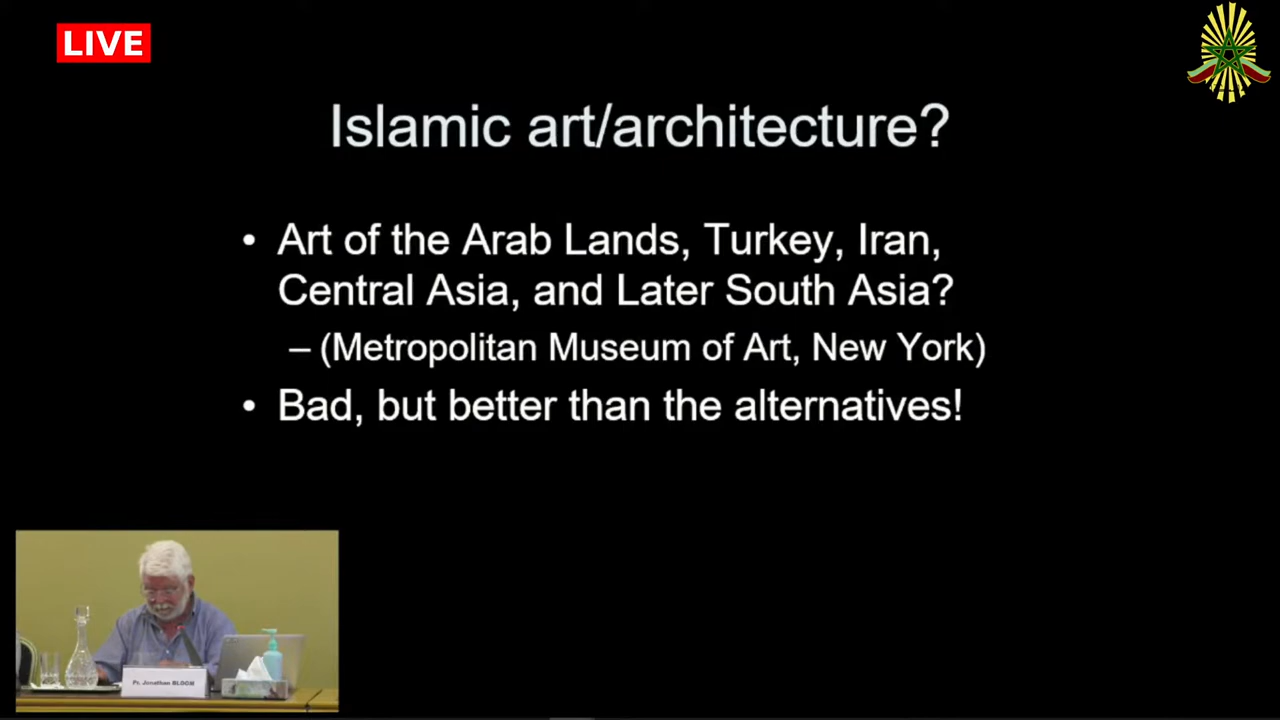 LIVE
Islamic art/architecture?
• Art of the Arab Lands, Turkey, Iran,
Central Asia, and Later South Asia?
– (Metropolitan Museum of Art, New York)
• Bad, but better than the alternatives!
Pr. Jonathan BLOOM